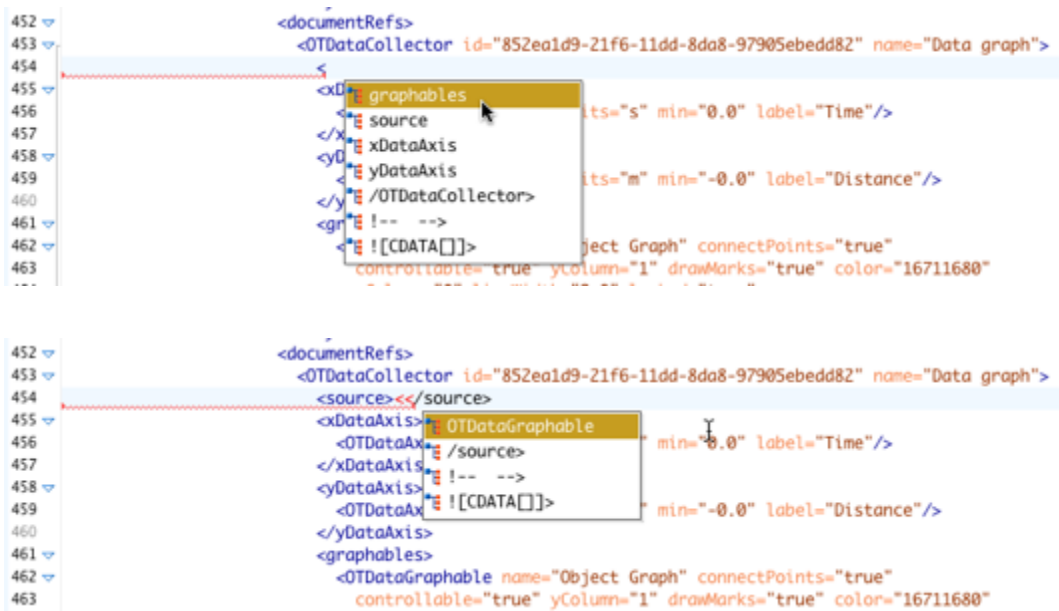 452 <documentRefs>
453 <OTDataCollector id="852ea1d9-21f6-11dd-8da8-97905ebedd82" name="Data graph">
454 <
455 <xD graphables
456 < source its="s" min="0.0" label="Time"/>
457 </x xDataAxis
458 <yD yDataAxis
459 < /OTDataCollector> its="m" min="-0.0" label="Distance"/>
460 </y !-- -->
461 <gr
462 < ![CDATA[]]> ject Graph" connectPoints="true"
463 controllable="true" yColumn="1" drawMarks="true" color="16711680"
452 <documentRefs>
453 <OTDataCollector id="852ea1d9-21f6-11dd-8da8-97905ebedd82" name="Data graph">
454 <source><</source>
455 <xDataAxis> OTDataGraphable
456 <OTDataAx /source> min="0.0" label="Time"/>
457 </xDataAxis !-- -->
458 <yDataAxis> ![CDATA[]]>
459 <OTDataAx min="-0.0" label="Distance"/>
460 </yDataAxis>
461 <graphables>
462 <OTDataGraphable name="Object Graph" connectPoints="true"
463 controllable="true" yColumn="1" drawMarks="true" color="16711680"